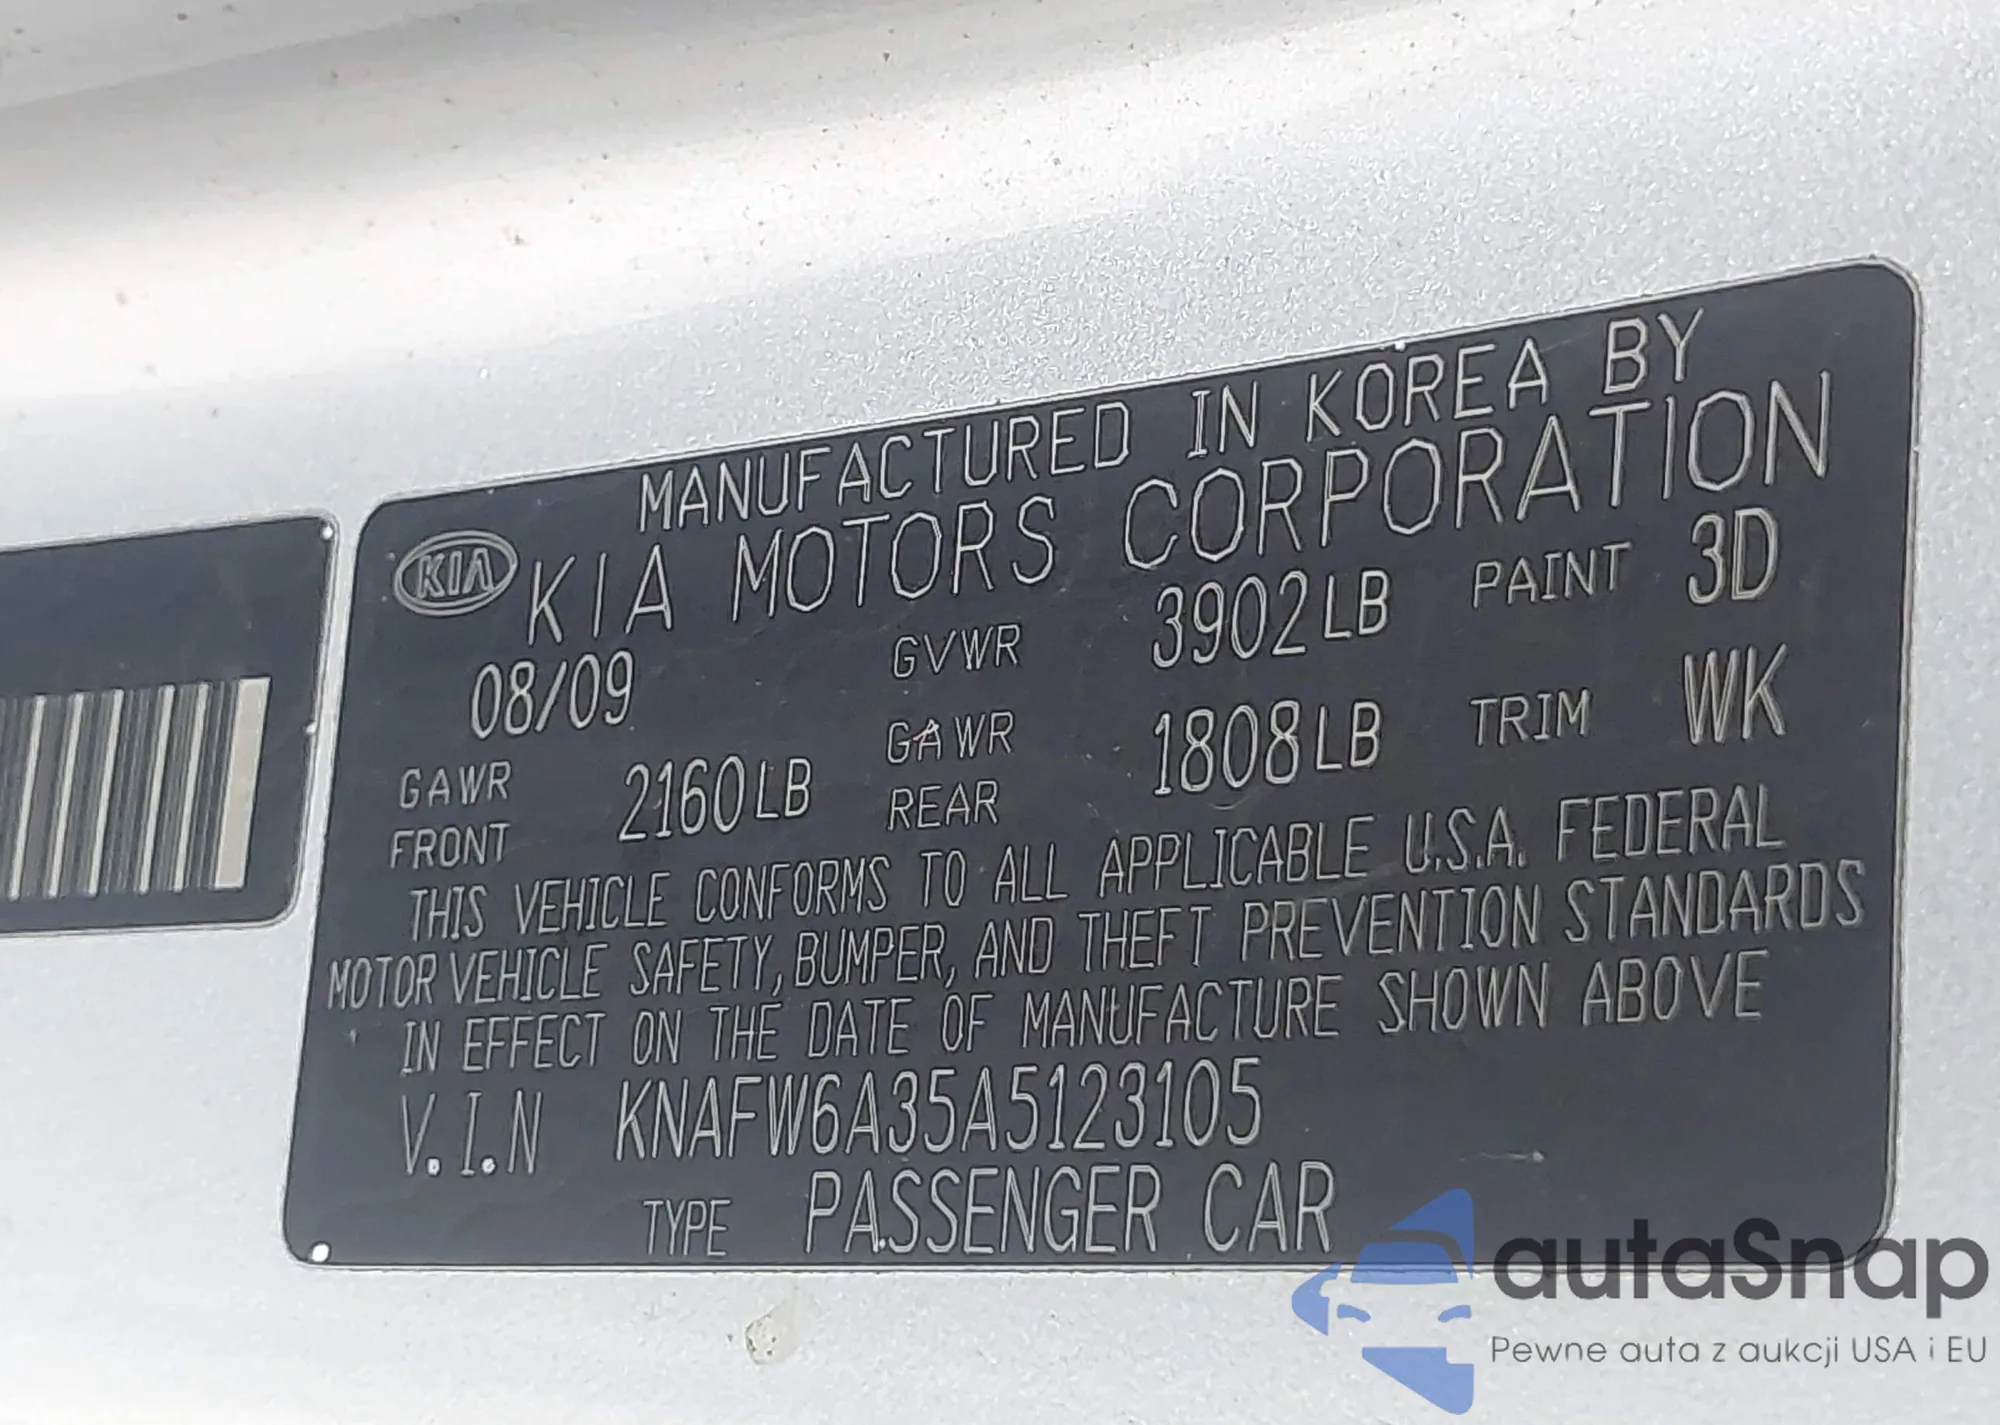 MANUFACTURED IN KOREA BY
KIA KIA MOTORS CORPORATION
08/09 GVWR 3902LB PAINT 3D
GAWR FRONT 2160LB GAWR REAR 1808LB TRIM WK
THIS VEHICLE CONFORMS TO ALL APPLICABLE U.S.A. FEDERAL
MOTOR VEHICLE SAFETY, BUMPER, AND THEFT PREVENTION STANDARDS
IN EFFECT ON THE DATE OF MANUFACTURE SHOWN ABOVE
V.I.N KNAFW6A35A5123105
TYPE PASSENGER CAR
autaSnap
Pewne auta z aukcji USA i EU